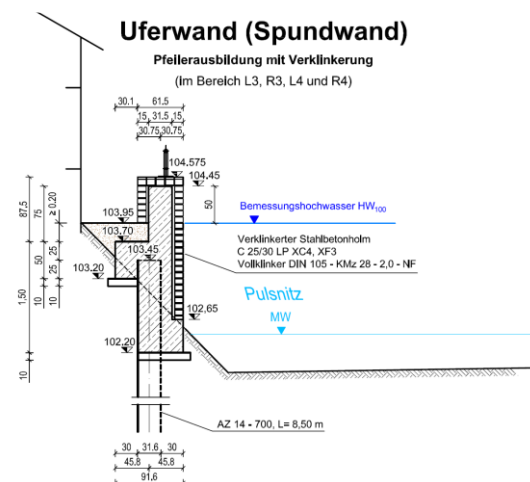 Uferwand (Spundwand)
Pfeilerausbildung mit Verklinkerung
(im Bereich L3, R3, L4 und R4)
30.1 61.5
15 31.5 15
30.75 30.75
104.575
104,45
87,5
75
≥ 0.20
50
Bemessungshochwasser HW100
103.95
103,70
Verklinkerter Stahlbetonholm
C 25/30 LP XC4, XF3
Vollklinker DIN 105 - KMz 28 - 2,0 - NF
103.45
50
25
25
103.20
10
10
1,50
Pulsnitz
MW
102,65
102,20
10
AZ 14 - 700, L= 8,50 m
30 31.6 30
45.8 45.8
91,6